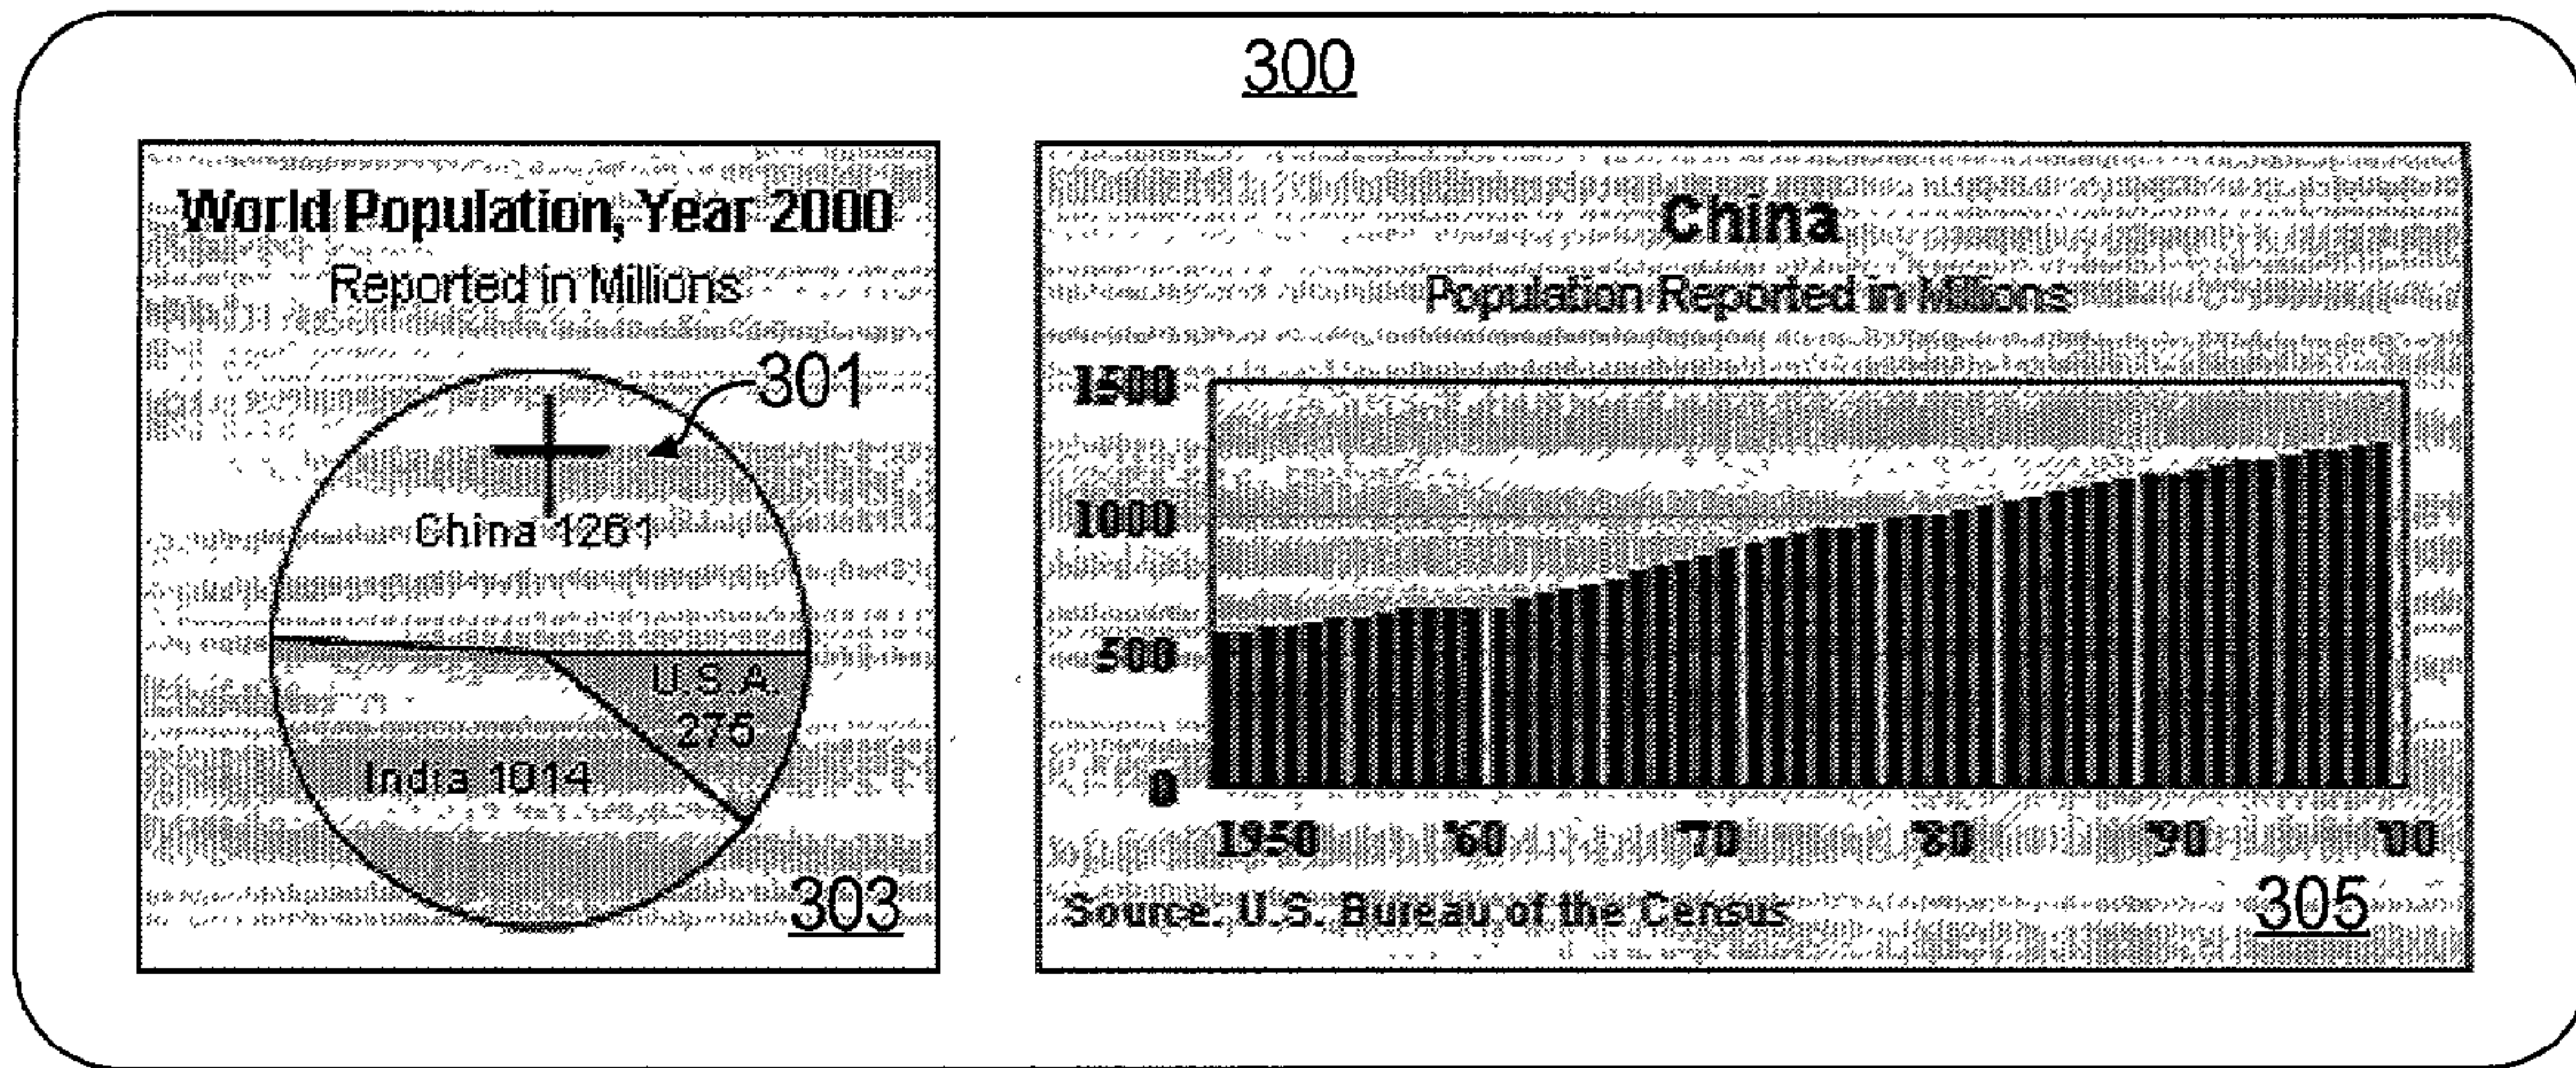 300
World Population, Year 2000
Reported in Millions
301
China 1261
U.S.A.
275
India 1014
303
China
Population Reported in Millions
1500
1000
500
0
1950 '60 '70 '80 '90 '00
Source. U.S. Bureau of the Census
305